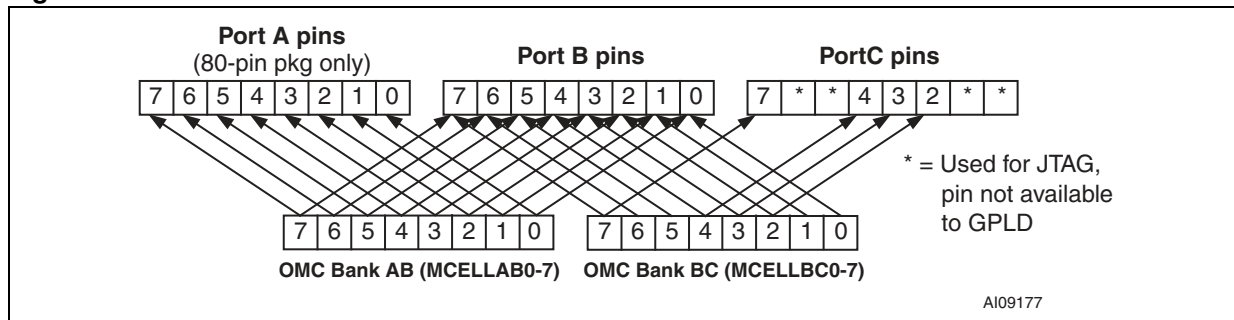 Port A pins
(80-pin pkg only)
Port B pins
PortC pins
7 6 5 4 3 2 1 0
7 6 5 4 3 2 1 0
7 * * 4 3 2 * *
* = Used for JTAG,
pin not available
to GPLD
7 6 5 4 3 2 1 0
7 6 5 4 3 2 1 0
OMC Bank AB (MCELLAB0-7)
OMC Bank BC (MCELLBC0-7)
AI09177